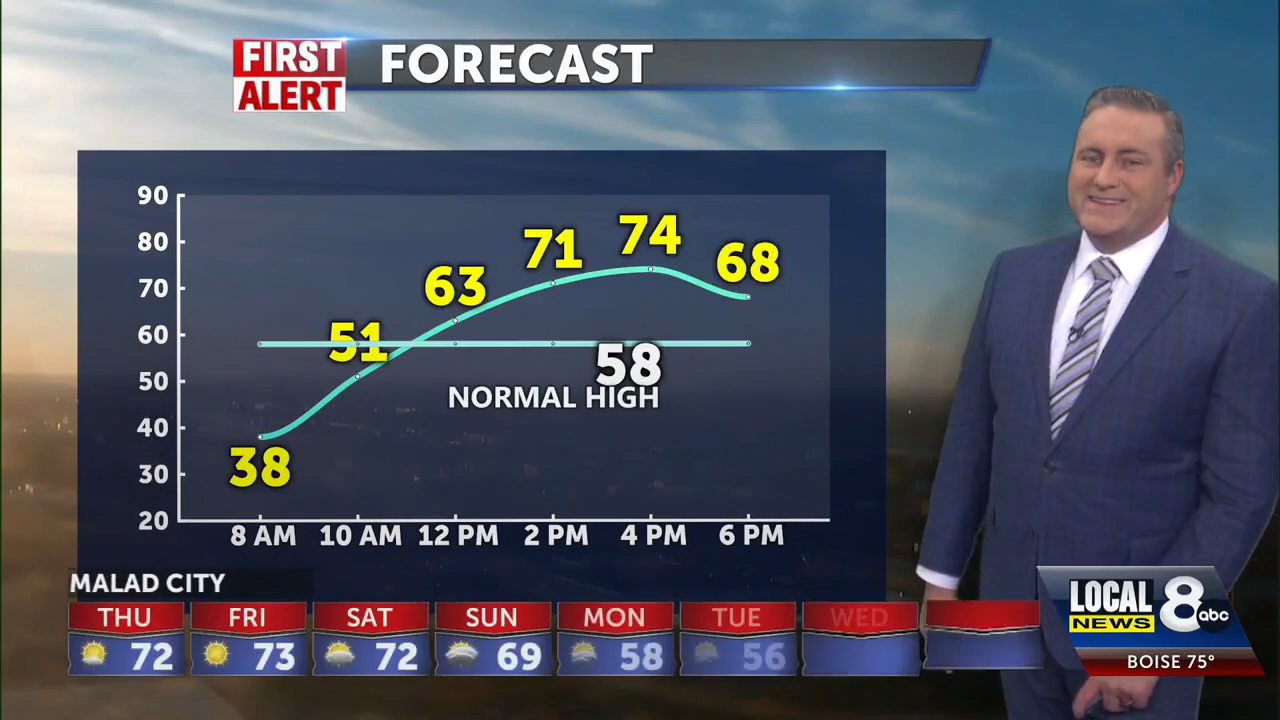 FIRST
ALERT
FORECAST
90
80
70
60
50
40
30
20
38
51
63
71
74
68
58
NORMAL HIGH
8 AM 10 AM 12 PM 2 PM 4 PM 6 PM
MALAD CITY
THU FRI SAT SUN MON TUE WED
72 73 72 69 58 56
LOCAL
NEWS
8
abc
BOISE 75°